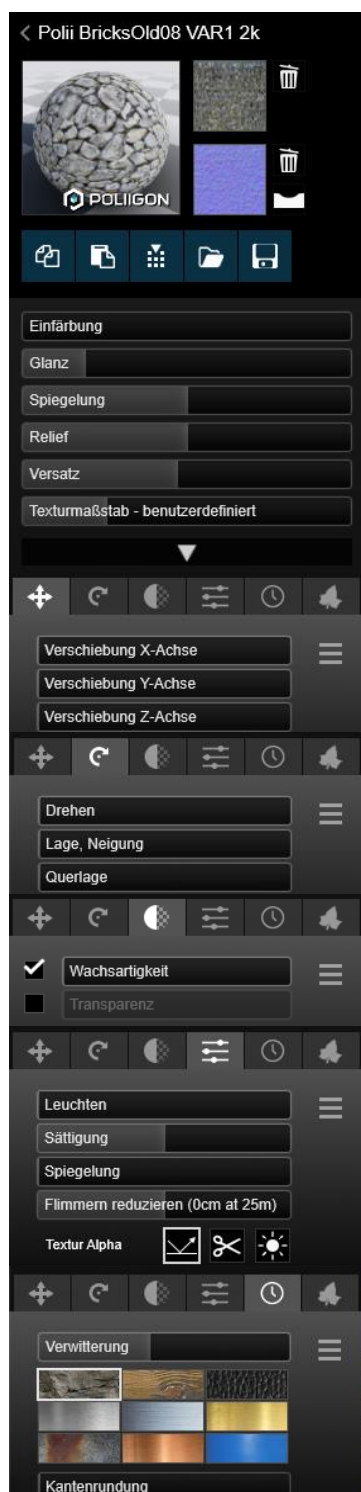 Polii BricksOld08 VAR1 2k
POLIIGON
Einfärbung
Glanz
Spiegelung
Relief
Versatz
Texturmaßstab - benutzerdefiniert
Verschiebung X-Achse
Verschiebung Y-Achse
Verschiebung Z-Achse
Drehen
Lage, Neigung
Querlage
Wachsartigkeit
Transparenz
Leuchten
Sättigung
Spiegelung
Flimmern reduzieren (0cm at 25m)
Textur Alpha
Verwitterung
Kantenrundung